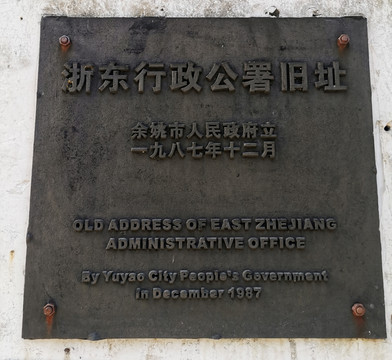 浙东行政公署旧址
余姚市人民政府立
一九八七年十二月
OLD ADDRESS OF EAST ZHEJIANG
ADMINISTRATIVE OFFICE
By Yuyao City People's Government
in December 1987